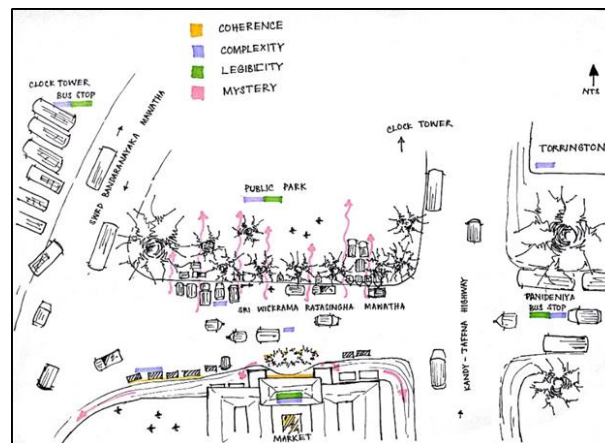 COHERENCE
COMPLEXITY
LEGIBILITY
MYSTERY
CLOCK TOWER
BUS STOP
SWRD BANDARANAYAKA MAWATHA
CLOCK TOWER
NTS
TORRINGTON
PUBLIC
PARK
SRI WICKRAMA RAJASINGHA MAWATHA
KANDY-JAFFNA HIGHWAY
PANIDENIYA
BUS STOP
MARKET